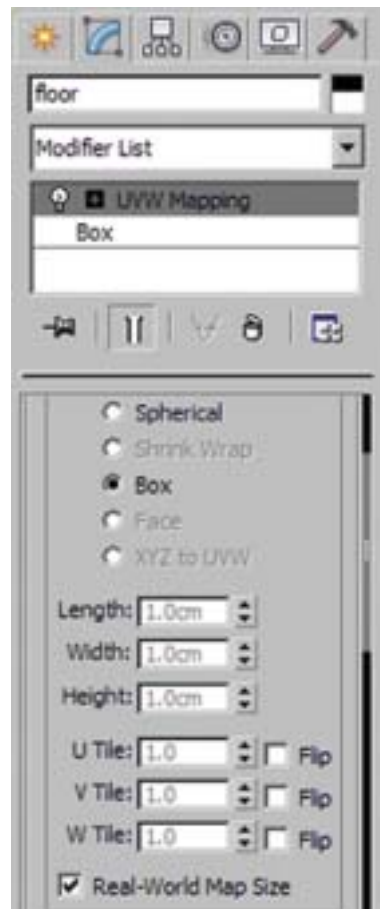 floor
Modifier List
UVW Mapping
Box
Spherical
Shrink Wrap
Box
Face
XYZ to UVW
Length: 1.0cm
Width: 1.0cm
Height: 1.0cm
U Tile: 1.0 Flip
V Tile: 1.0 Flip
W Tile: 1.0 Flip
Real-World Map Size